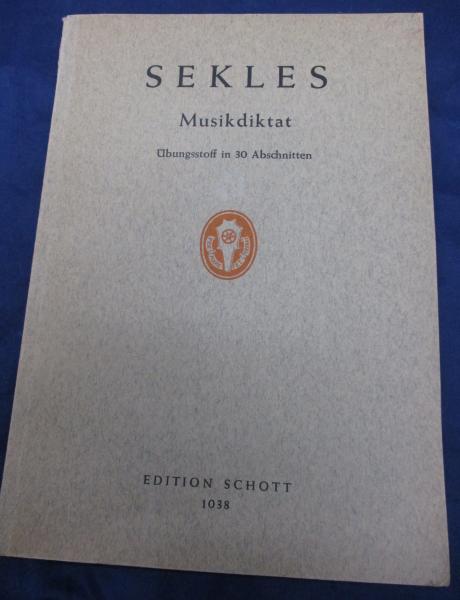 SEKLES
Musikdiktat
Übungsstoff in 30 Abschnitten
EDITION SCHOTT
1038